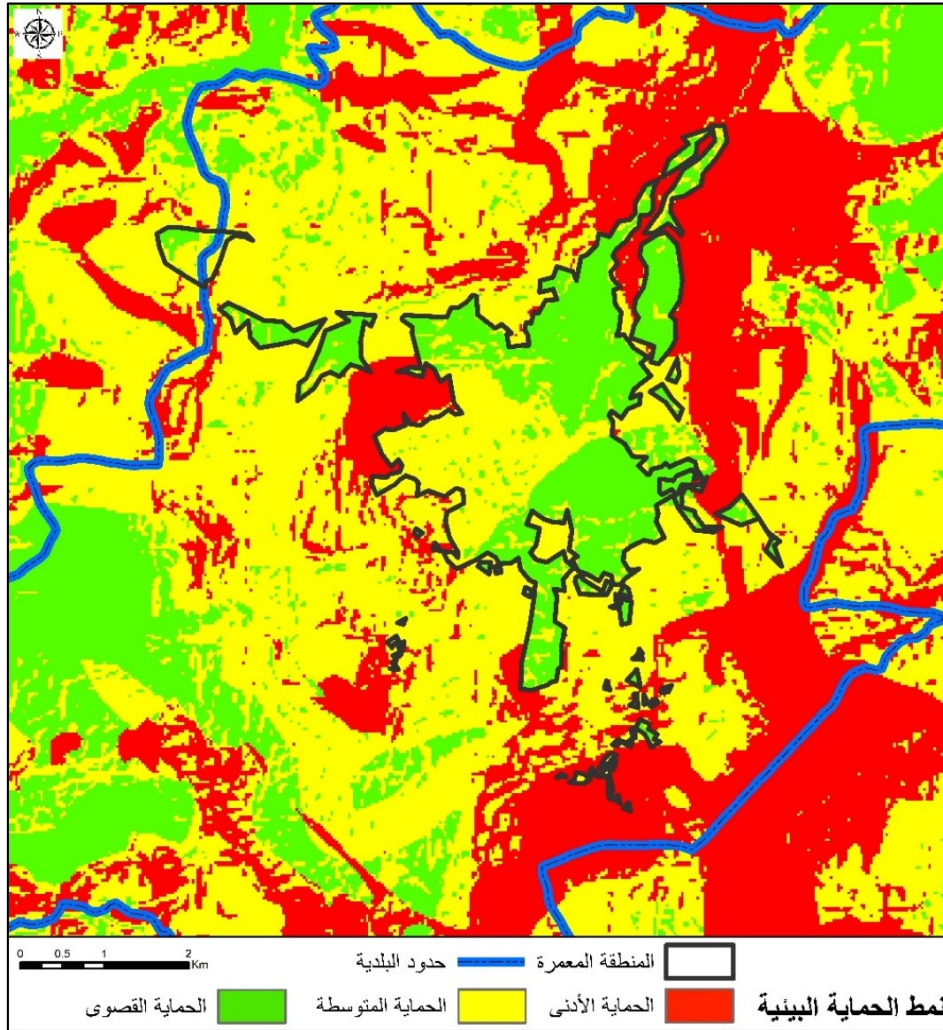 0 0.5 1 2
Km
المنطقة المعمرة
حدود البلدية
نمط الحماية البيئية
الحماية الأدنى
الحماية المتوسطة
الحماية القصوى